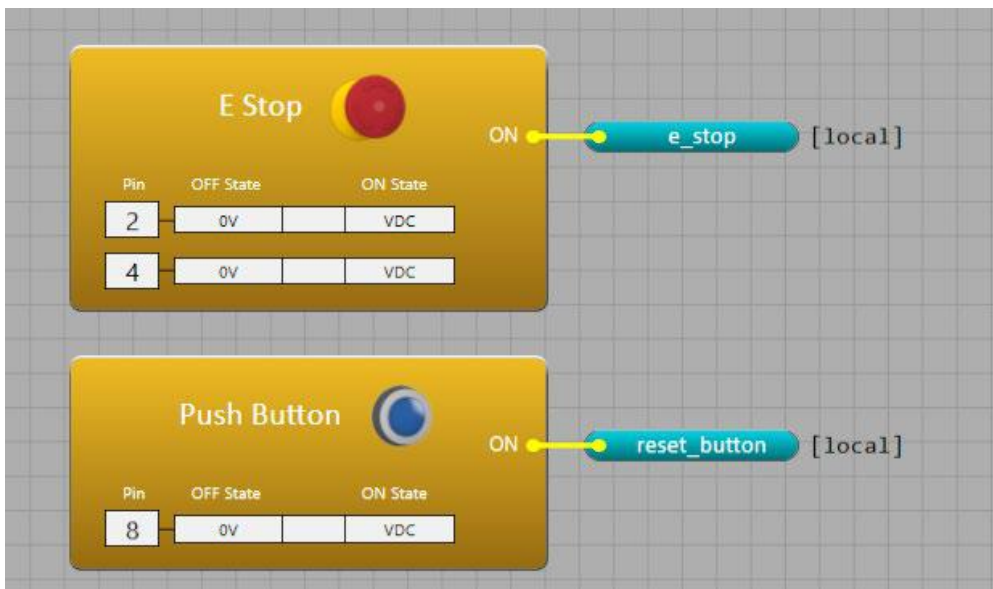 E Stop
ON e_stop [local]
Pin OFF State ON State
2 0V VDC
4 0V VDC
Push Button
ON reset_button [local]
Pin OFF State ON State
8 0V VDC